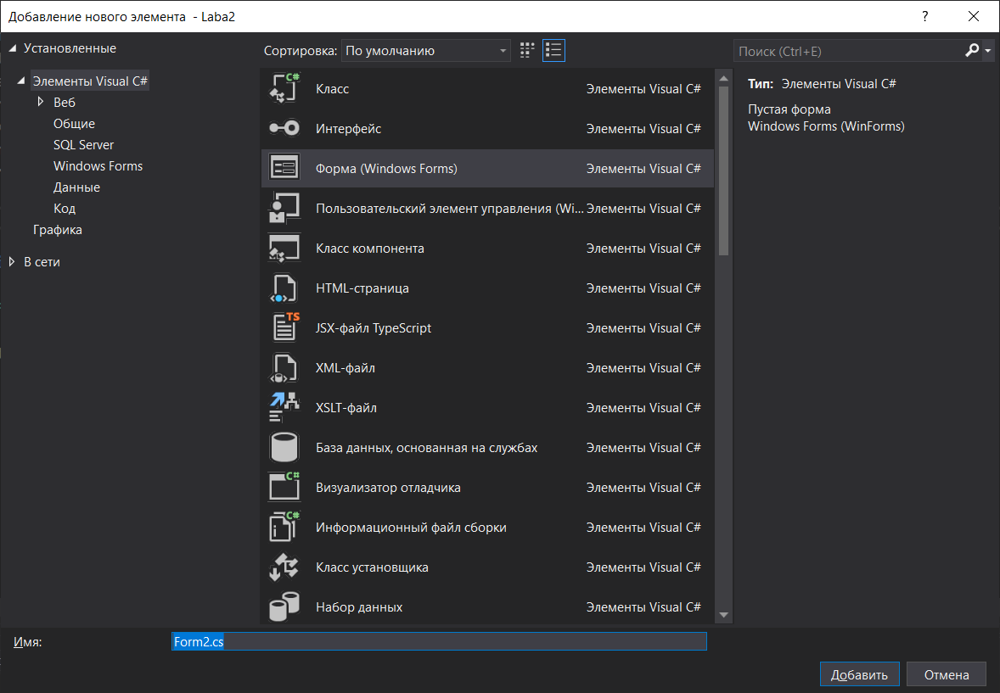 Добавление нового элемента - Laba2
?
Установленные
Элементы Visual C#
Веб
Общие
SQL Server
Windows Forms
Данные
Код
Графика
В сети
Сортировка: По умолчанию
C# Класс Элементы Visual C#
Интерфейс Элементы Visual C#
Форма (Windows Forms) Элементы Visual C#
Пользовательский элемент управления (Wi... Элементы Visual C#
Класс компонента Элементы Visual C#
HTML-страница Элементы Visual C#
TS JSX-файл TypeScript Элементы Visual C#
XML-файл Элементы Visual C#
XSLT-файл Элементы Visual C#
База данных, основанная на службах Элементы Visual C#
C# Визуализатор отладчика Элементы Visual C#
C# Информационный файл сборки Элементы Visual C#
Класс установщика Элементы Visual C#
Набор данных Элементы Visual C#
Поиск (Ctrl+E)
Тип: Элементы Visual C#
Пустая форма
Windows Forms (WinForms)
Имя: Form2.cs
Добавить Отмена